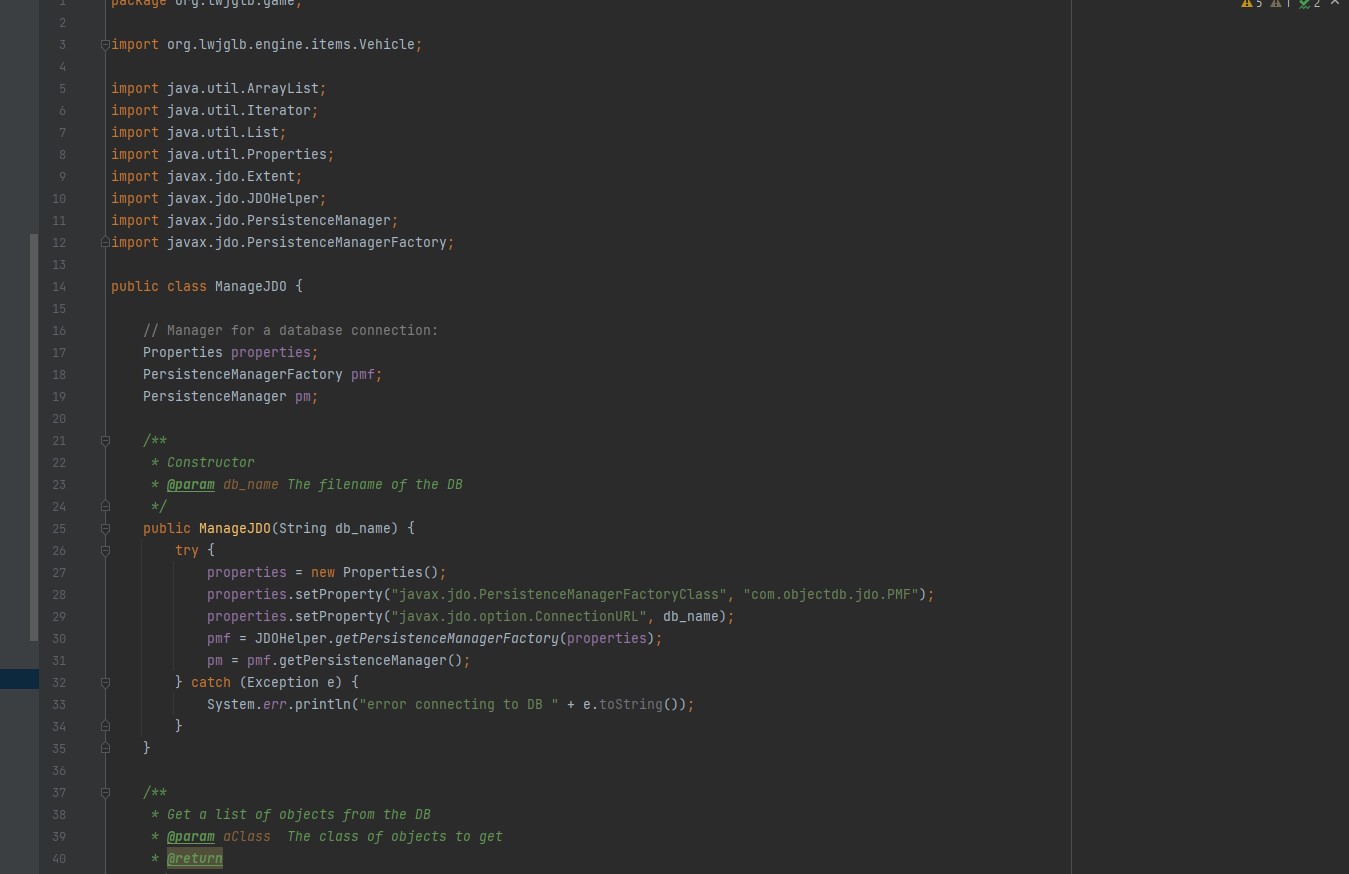 1 package org.lwjglb.game;
5 1 2
2
3 import org.lwjglb.engine.items.Vehicle;
4
5 import java.util.ArrayList;
6 import java.util.Iterator;
7 import java.util.List;
8 import java.util.Properties;
9 import javax.jdo.Extent;
10 import javax.jdo.JDOHelper;
11 import javax.jdo.PersistenceManager;
12 import javax.jdo.PersistenceManagerFactory;
13
14 public class ManageJDO {
15
16     // Manager for a database connection:
17     Properties properties;
18     PersistenceManagerFactory pmf;
19     PersistenceManager pm;
20
21     /**
22      * Constructor
23      * @param db_name The filename of the DB
24      */
25     public ManageJDO(String db_name) {
26         try {
27             properties = new Properties();
28             properties.setProperty("javax.jdo.PersistenceManagerFactoryClass", "com.objectdb.jdo.PMF");
29             properties.setProperty("javax.jdo.option.ConnectionURL", db_name);
30             pmf = JDOHelper.getPersistenceManagerFactory(properties);
31             pm = pmf.getPersistenceManager();
32         } catch (Exception e) {
33             System.err.println("error connecting to DB " + e.toString());
34         }
35     }
36
37     /**
38      * Get a list of objects from the DB
39      * @param aClass  The class of objects to get
40      * @return